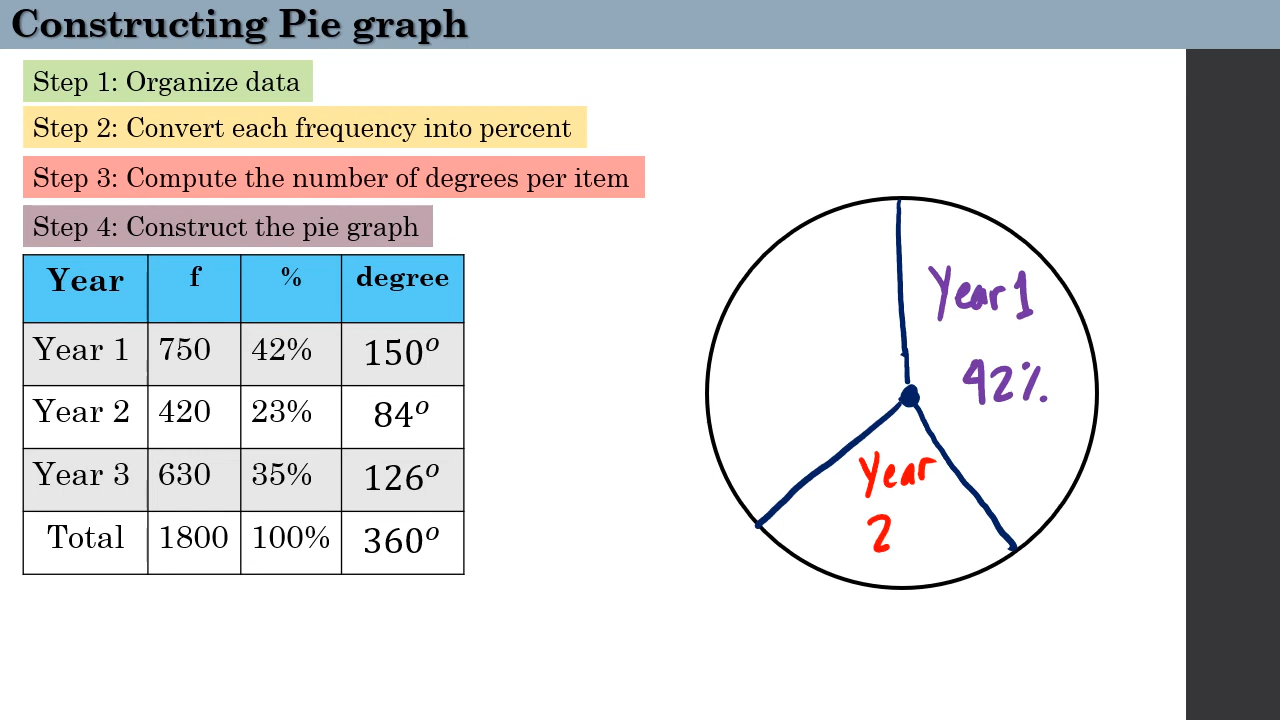 Constructing Pie graph
Step 1: Organize data
Step 2: Convert each frequency into percent
Step 3: Compute the number of degrees per item
Step 4: Construct the pie graph
Year f % degree
Year 1 750 42% 150°
Year 2 420 23% 84°
Year 3 630 35% 126°
Total 1800 100% 360°
Year 1
42%
Year
2